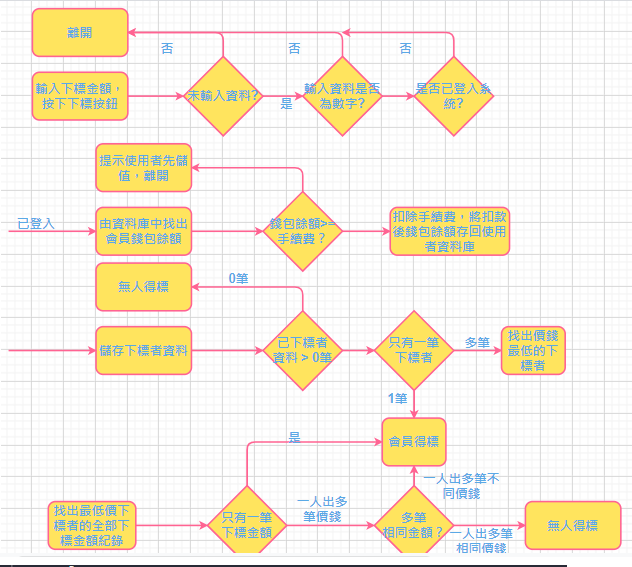 離開
否
否
否
輸入下標金額，
按下下標按鈕
未輸入資料?
是
輸入資料是否
為數字?
是否已登入系
統?
提示使用者先儲
值，離開
已登入
由資料庫中找出
會員錢包餘額
錢包餘額>=
手續費？
扣除手續費，將扣款
後錢包餘額存回使用
者資料庫
無人得標
0筆
儲存下標者資料
已下標者
資料 > 0筆
只有一筆
下標者
多筆
找出價錢
最低的下
標者
1筆
是
會員得標
一人出多筆不
同價錢
找出最低價下
標者的全部下
標金額紀錄
只有一筆
下標金額
一人出多
筆價錢
多筆
相同金額？
一人出多筆
相同價錢
無人得標